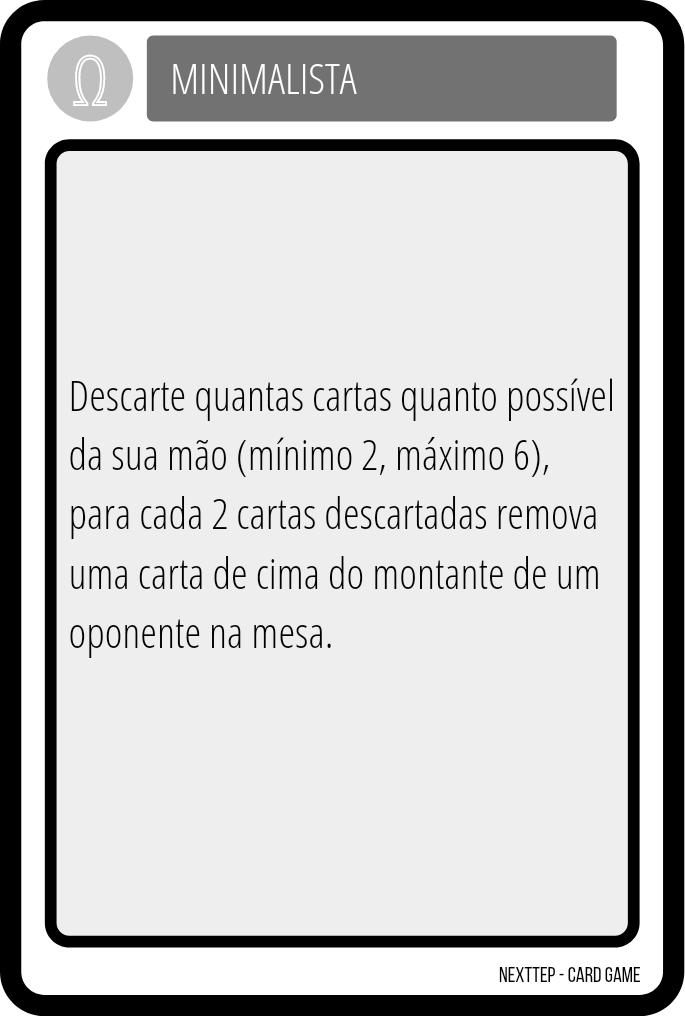 Ω
MINIMALISTA
Descarte quantas cartas quanto possível
da sua mão (mínimo 2, máximo 6),
para cada 2 cartas descartadas remova
uma carta de cima do montante de um
oponente na mesa.
NEXTTEP - CARD GAME